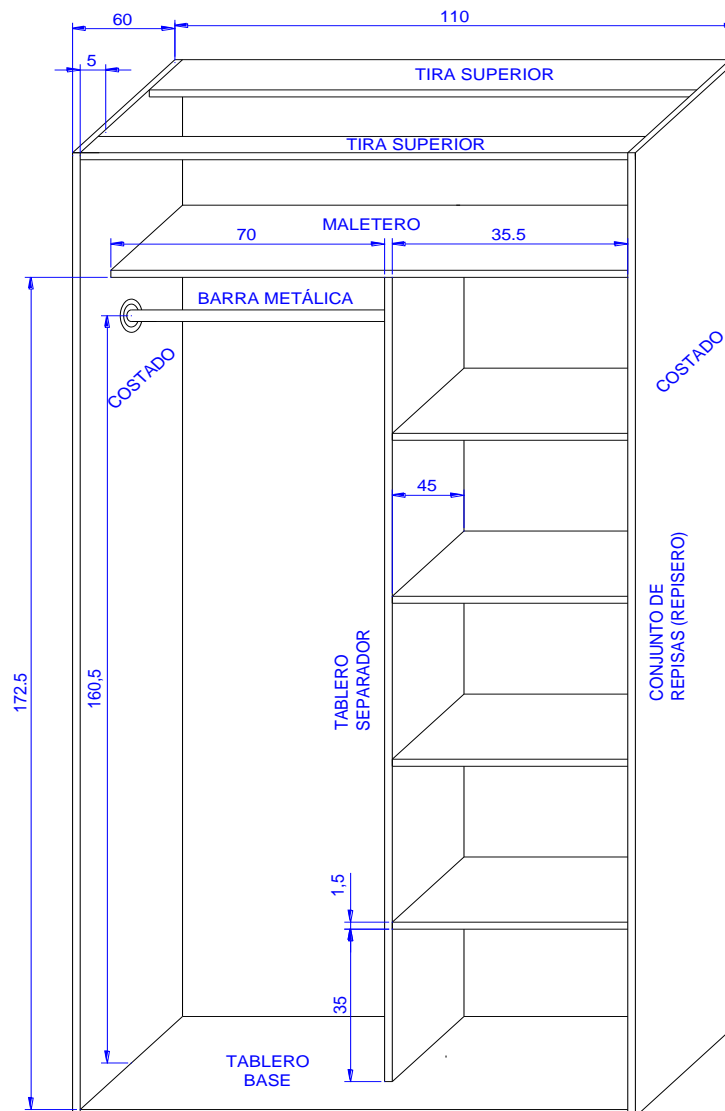 60
110
5
TIRA SUPERIOR
TIRA SUPERIOR
MALETERO
70
35.5
BARRA METÁLICA
COSTADO
COSTADO
45
172.5
160,5
TABLERO
SEPARADOR
CONJUNTO DE
REPISAS (REPISERO)
1,5
35
TABLERO
BASE